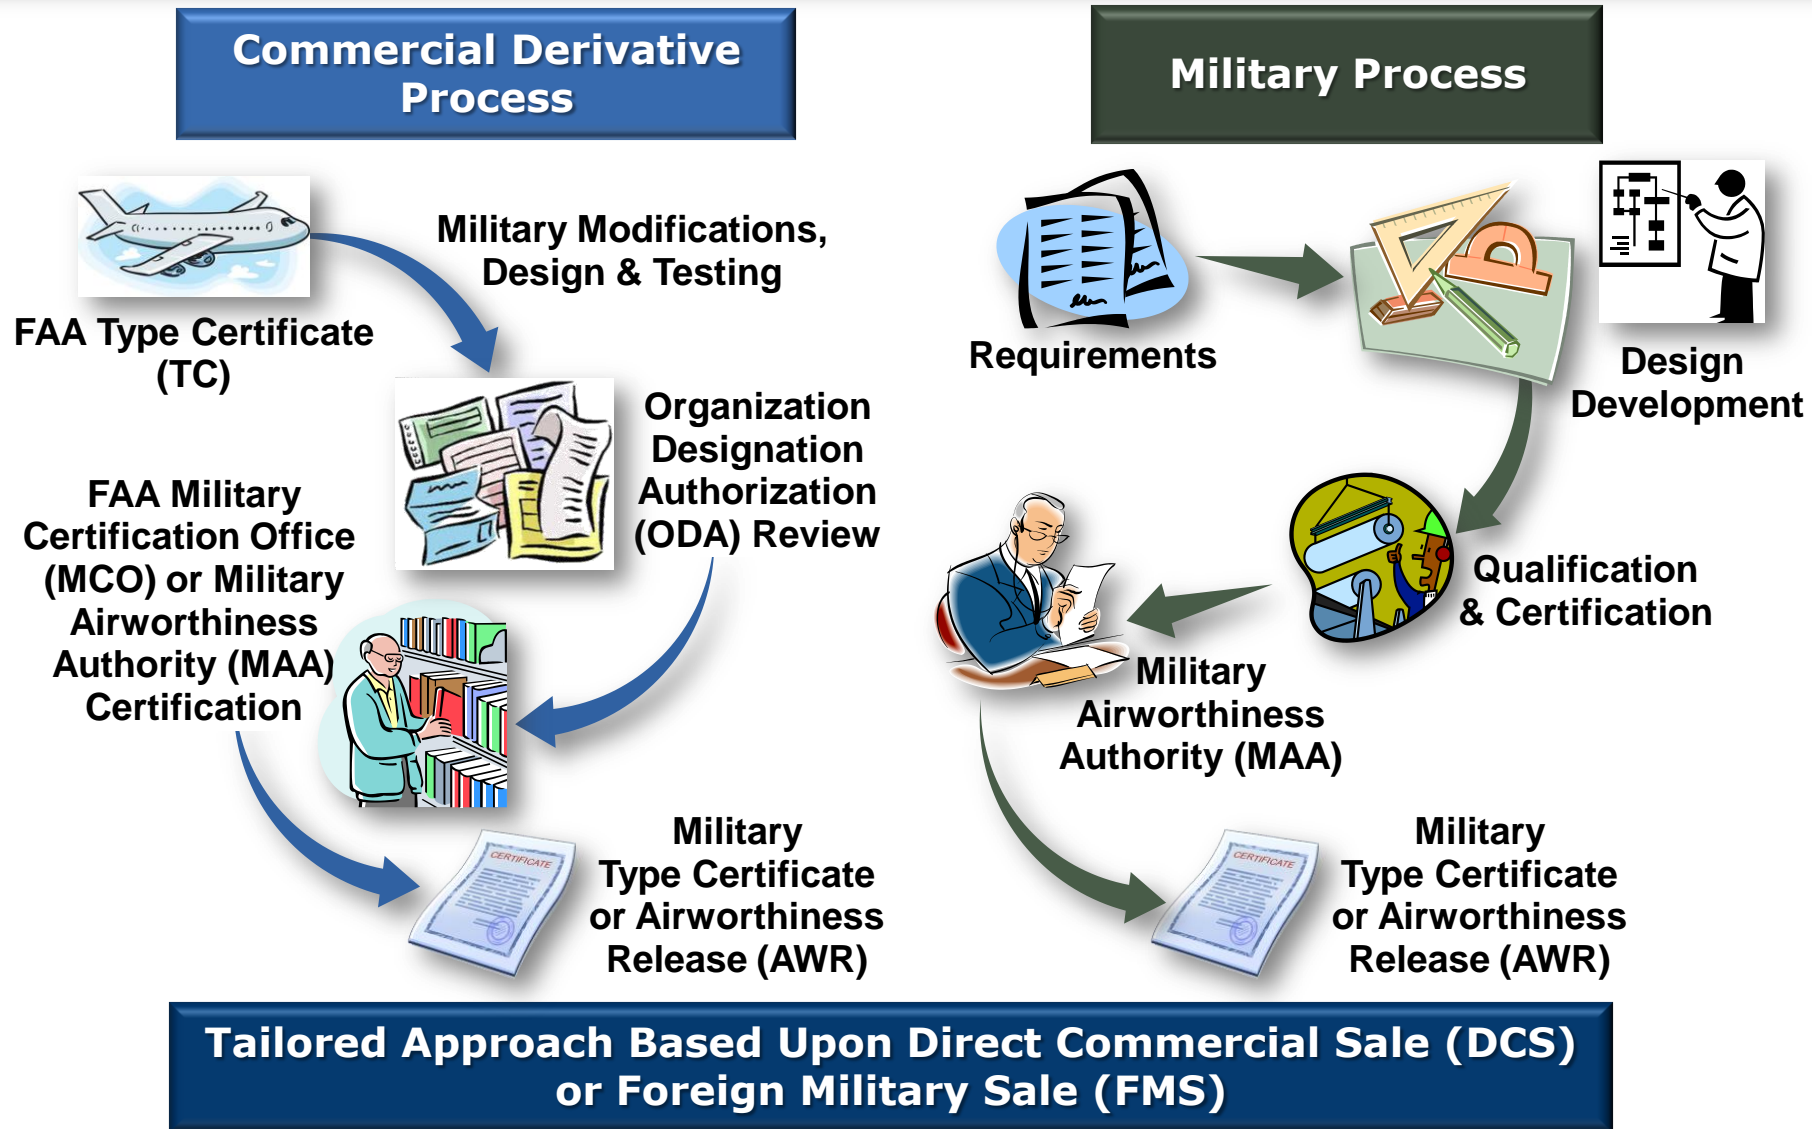 Commercial Derivative
Process
Military Process
Military Modifications,
Design & Testing
FAA Type Certificate
(TC)
Organization
Designation
Authorization
(ODA) Review
FAA Military
Certification Office
(MCO) or Military
Airworthiness
Authority (MAA)
Certification
CERTIFICATE
Military
Type Certificate
or Airworthiness
Release (AWR)
Requirements
Design
Development
Qualification
& Certification
Military
Airworthiness
Authority (MAA)
CERTIFICATE
Military
Type Certificate
or Airworthiness
Release (AWR)
Tailored Approach Based Upon Direct Commercial Sale (DCS)
or Foreign Military Sale (FMS)